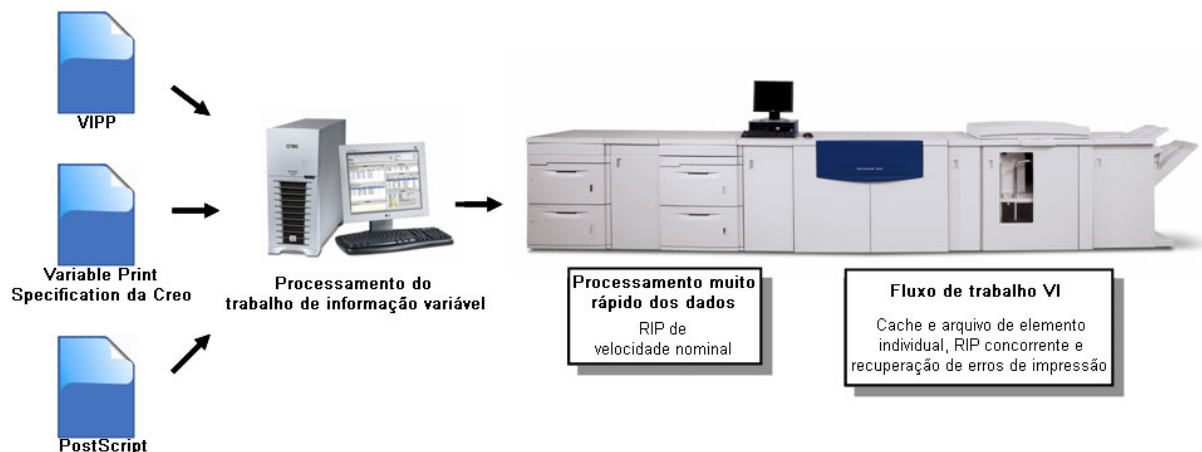 VIPP
Variable Print
Specification da Creo
PostScript
creo
Processamento do
trabalho de informação variável
Processamento muito
rápido dos dados
RIP de
velocidade nominal
Fluxo de trabalho VI
Cache e arquivo de elemento
individual, RIP concorrente e
recuperação de erros de impressão